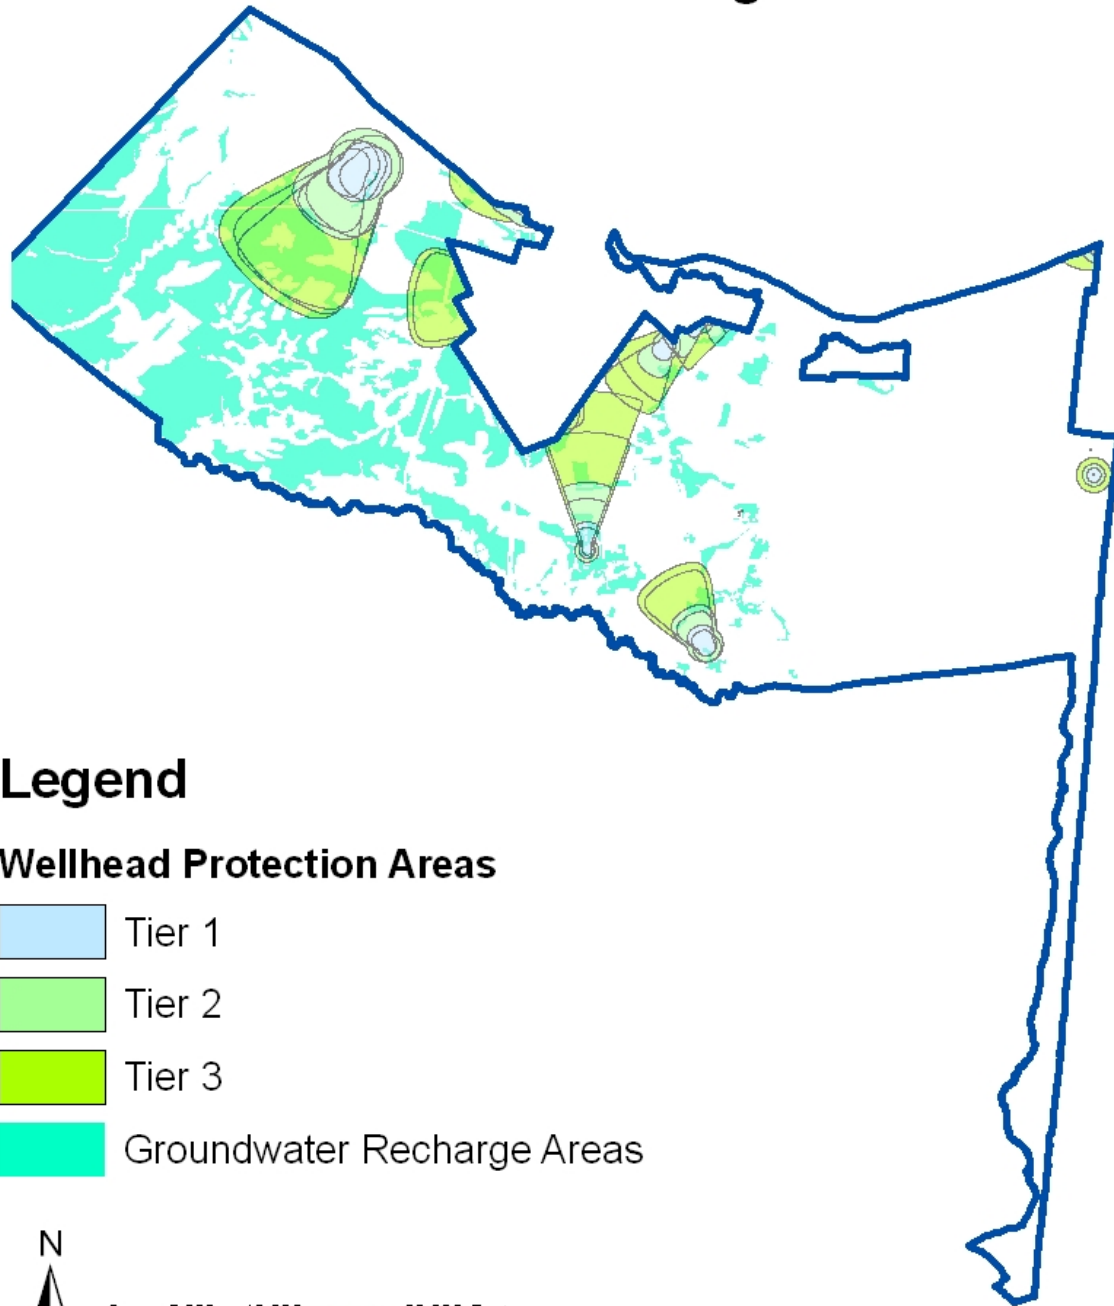 Legend
Wellhead Protection Areas
Tier 1
Tier 2
Tier 3
Groundwater Recharge Areas
N